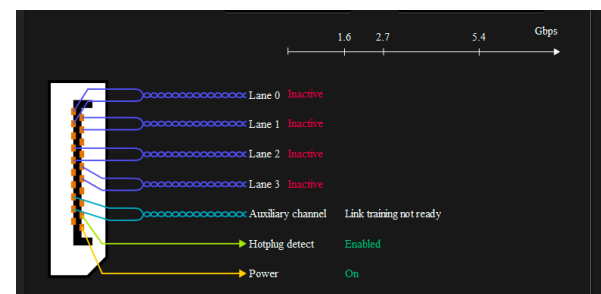 Gbps
1.6 2.7 5.4
Lane 0 Inactive
Lane 1 Inactive
Lane 2 Inactive
Lane 3 Inactive
Auxiliary channel Link training not ready
Hotplug detect Enabled
Power On